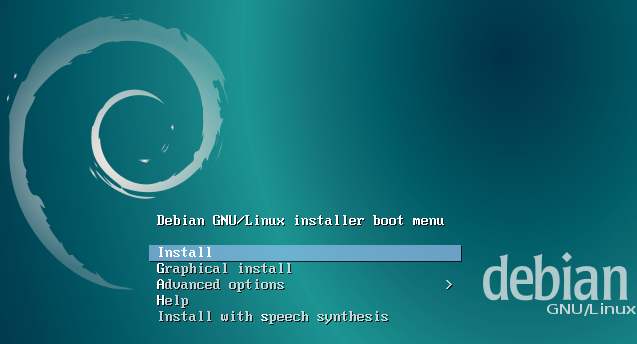 Debian GNU/Linux installer boot menu
Install
Graphical install
Advanced options >
Help
Install with speech synthesis
debian
GNU/Linux